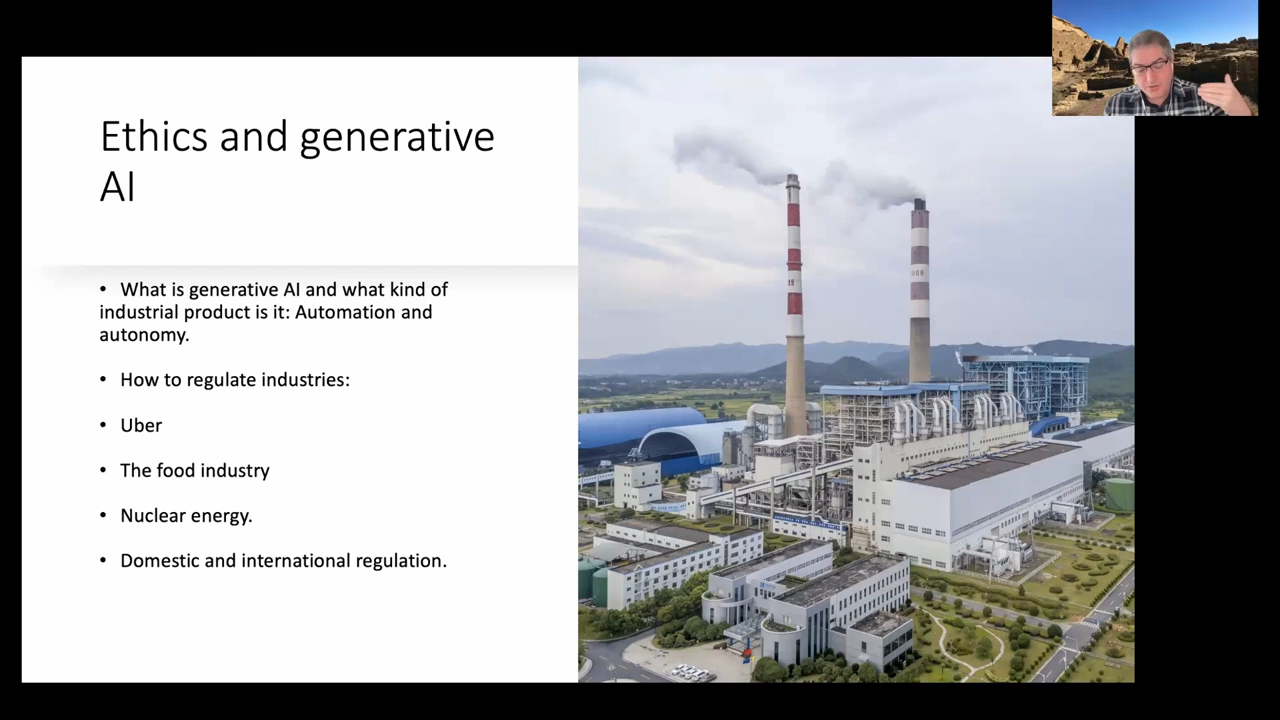 Ethics and generative
AI
• What is generative AI and what kind of
industrial product is it: Automation and
autonomy.
• How to regulate industries:
• Uber
• The food industry
• Nuclear energy.
• Domestic and international regulation.